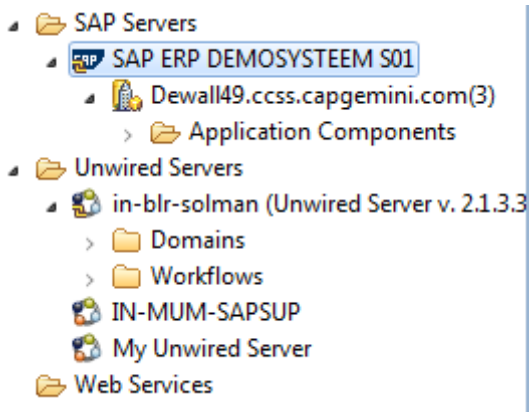 SAP Servers
SAP SAP ERP DEMOSYSTEEM S01
Dewall49.ccss.capgemini.com(3)
Application Components
Unwired Servers
in-blr-solman (Unwired Server v. 2.1.3.3
Domains
Workflows
IN-MUM-SAPSUP
My Unwired Server
Web Services